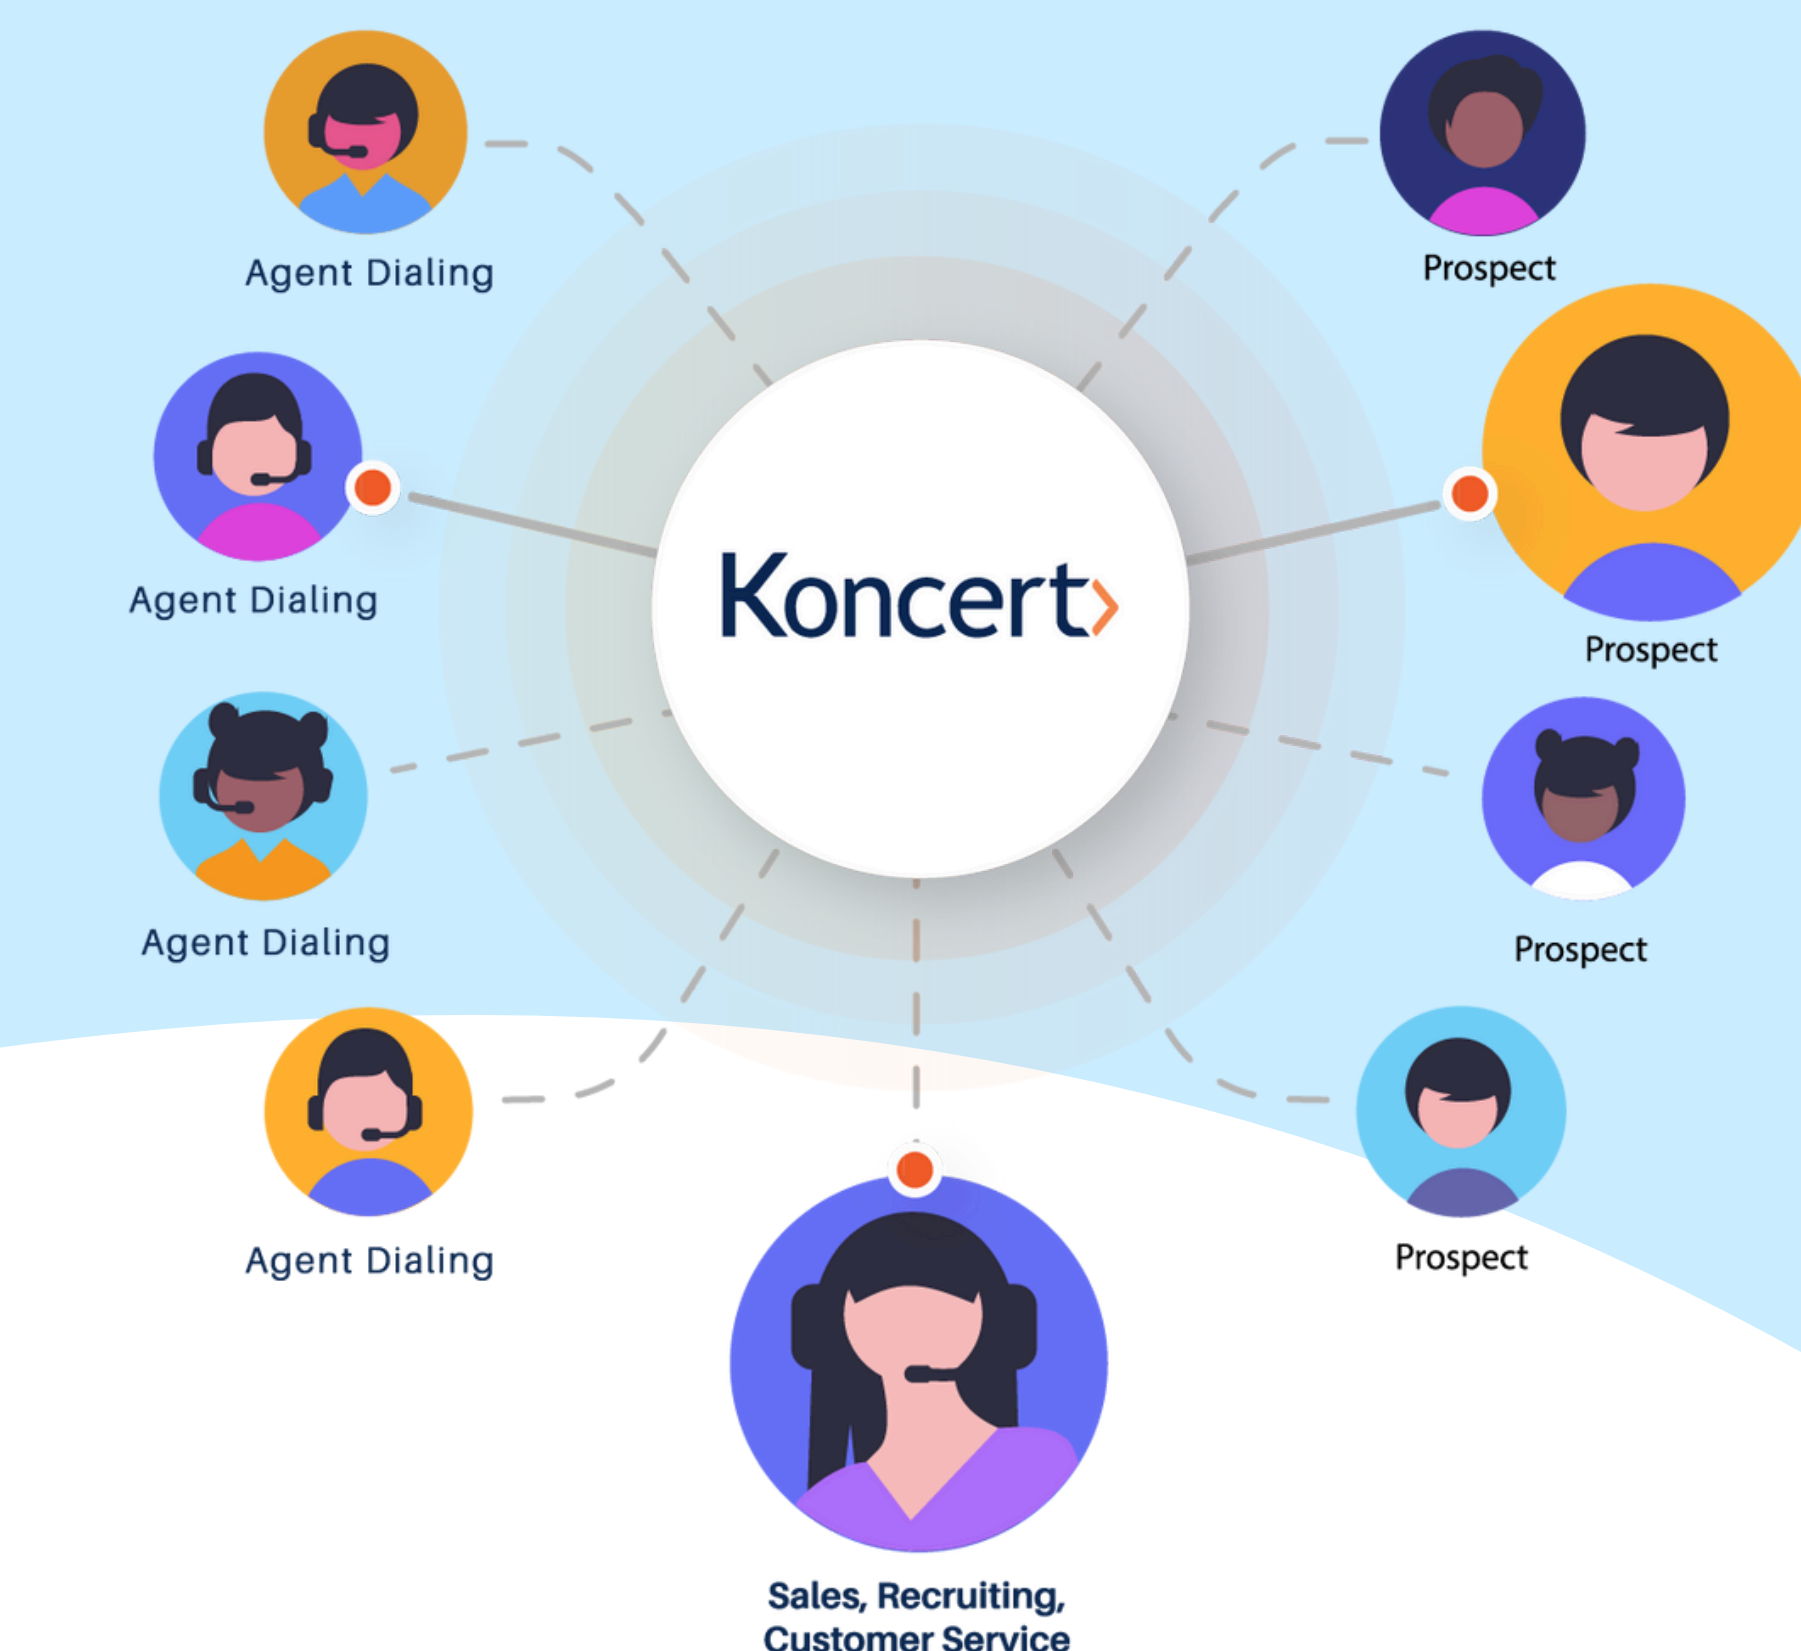 Agent Dialing
Prospect
Agent Dialing
Koncert
Prospect
Agent Dialing
Prospect
Agent Dialing
Prospect
Sales, Recruiting,
Customer Service